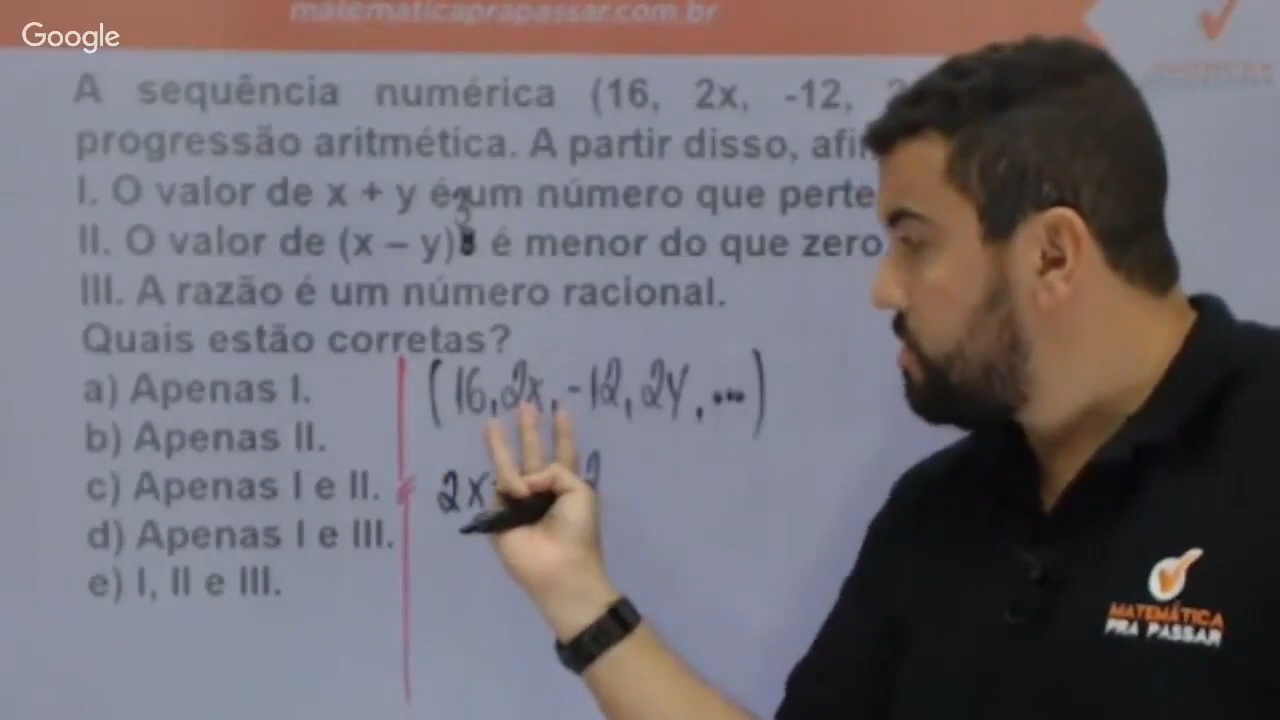 matematicaprapassar.com.br
Google
A sequência numérica (16, 2x, -12,
progressão aritmética. A partir disso,
I. O valor de x + y é um número que
II. O valor de (x – y)³ é menor do que zero
III. A razão é um número racional.
Quais estão corretas?
a) Apenas I.
b) Apenas II.
c) Apenas I e II.
d) Apenas I e III.
e) I, II e III.
(16, 2x, -12, 2y, ...)
2x
MATEMÁTICA
PRA PASSAR